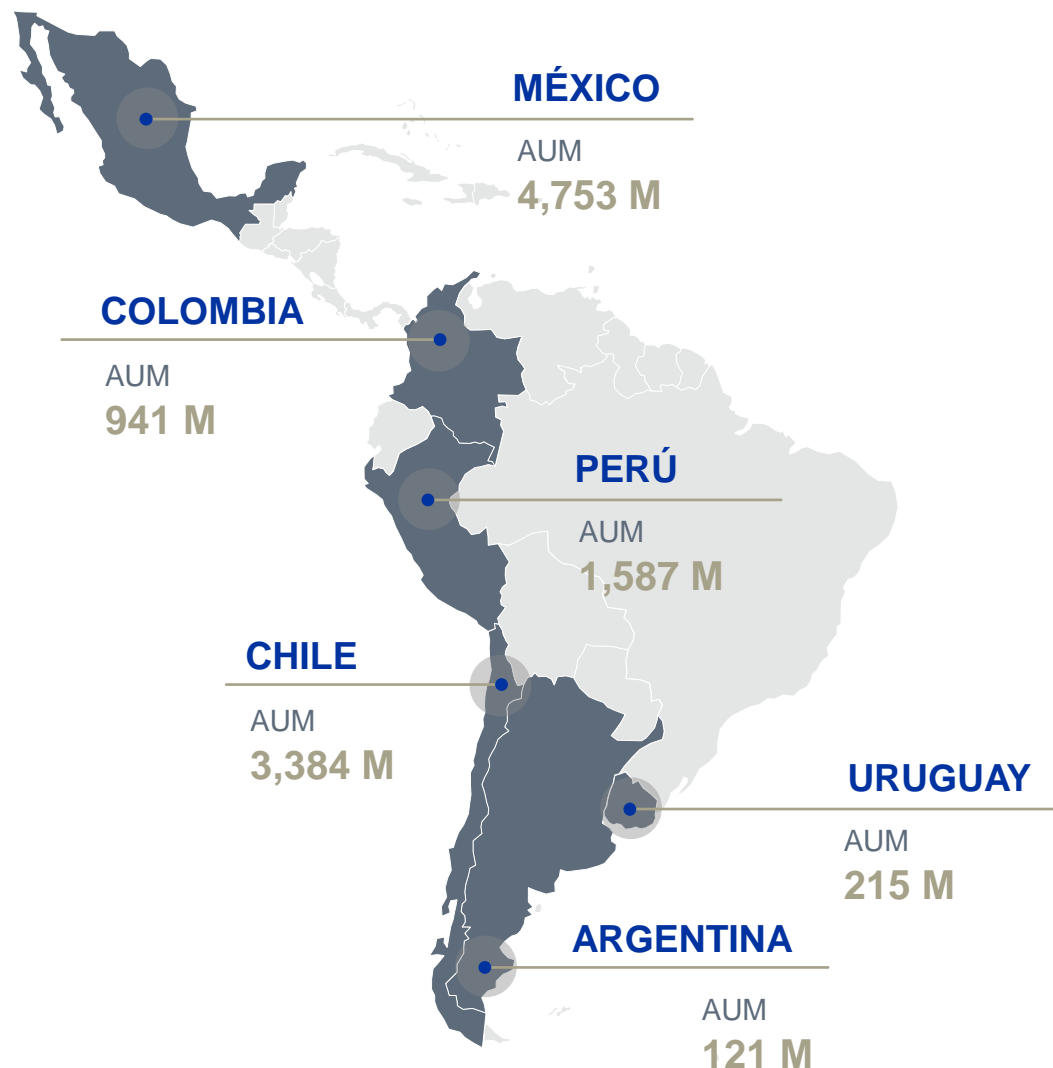 MÉXICO
AUM
4,753 M
COLOMBIA
AUM
941 M
PERÚ
AUM
1,587 M
CHILE
AUM
3,384 M
URUGUAY
AUM
215 M
ARGENTINA
AUM
121 M